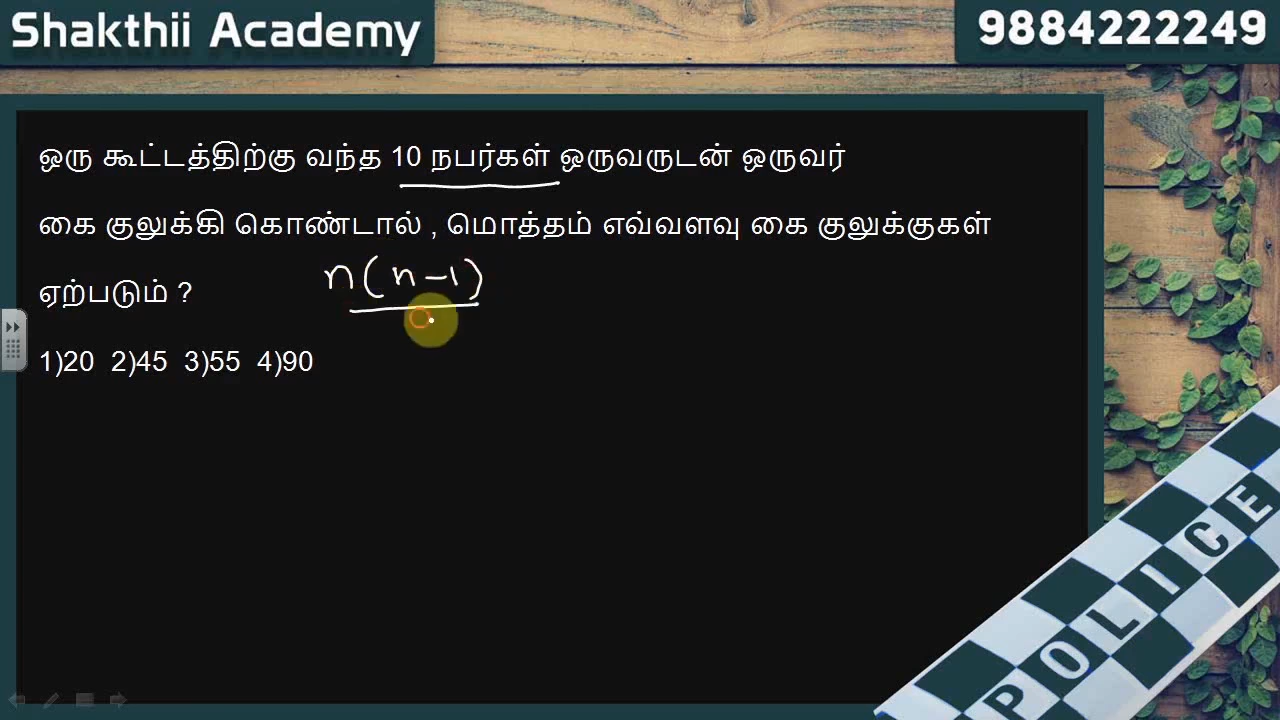 Shakthii Academy
9884222249
ஒரு கூட்டத்திற்கு வந்த 10 நபர்கள் ஒருவருடன் ஒருவர்
கை குலுக்கி கொண்டால் , மொத்தம் எவ்வளவு கை குலுக்குகள்
ஏற்படும் ?
n(n-1)
1)20 2)45 3)55 4)90
POLICE